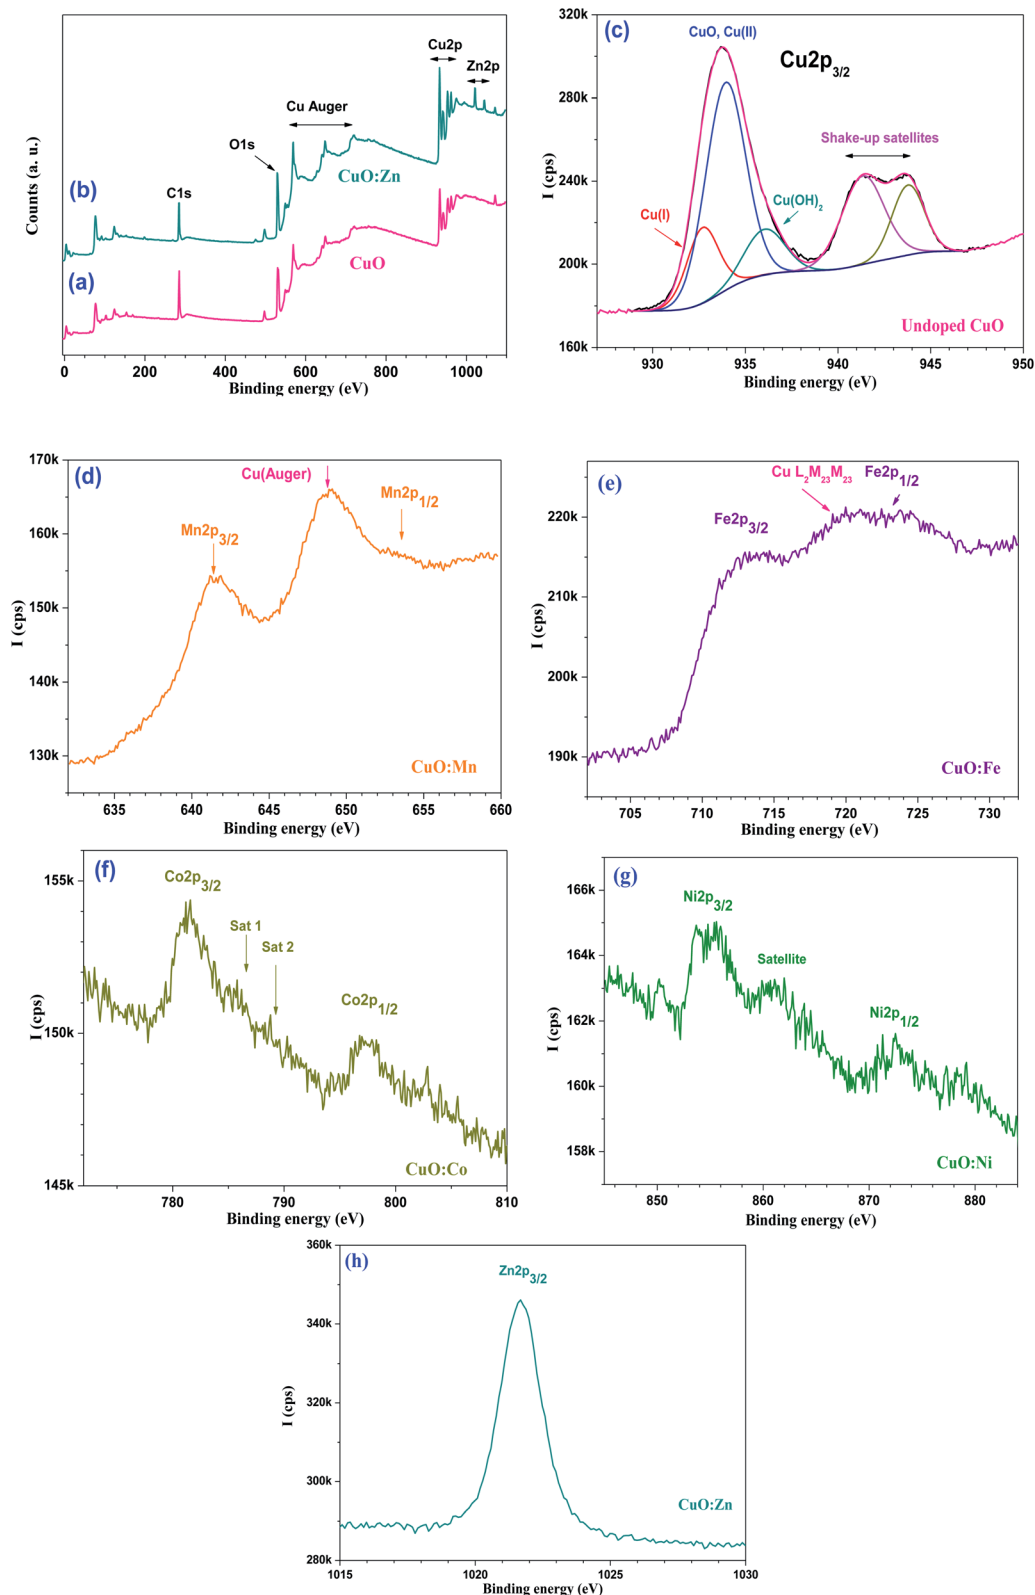 (b)
(a)
C1s
O1s
Cu Auger
Cu2p
Zn2p
CuO:Zn
CuO
Counts (a. u.)
0 200 400 600 800 1000
Binding energy (eV)
(c)
CuO, Cu(II)
Cu2p3/2
Shake-up satellites
Cu(I)
Cu(OH)2
Undoped CuO
320k
280k
240k
200k
160k
I (cps)
930 935 940 945 950
Binding energy (eV)
(d)
Cu(Auger)
Mn2p3/2
Mn2p1/2
CuO:Mn
170k
160k
150k
140k
130k
I (cps)
635 640 645 650 655 660
Binding energy (eV)
(e)
Cu L2M23M23
Fe2p1/2
Fe2p3/2
CuO:Fe
220k
210k
200k
190k
I (cps)
705 710 715 720 725 730
Binding energy (eV)
(f)
Co2p3/2
Sat 1
Sat 2
Co2p1/2
CuO:Co
155k
150k
145k
I (cps)
780 790 800 810
Binding energy (eV)
(g)
Ni2p3/2
Satellite
Ni2p1/2
CuO:Ni
166k
164k
162k
160k
158k
I (cps)
850 860 870 880
Binding energy (eV)
(h)
Zn2p3/2
CuO:Zn
360k
340k
320k
300k
280k
I (cps)
1015 1020 1025 1030
Binding energy (eV)